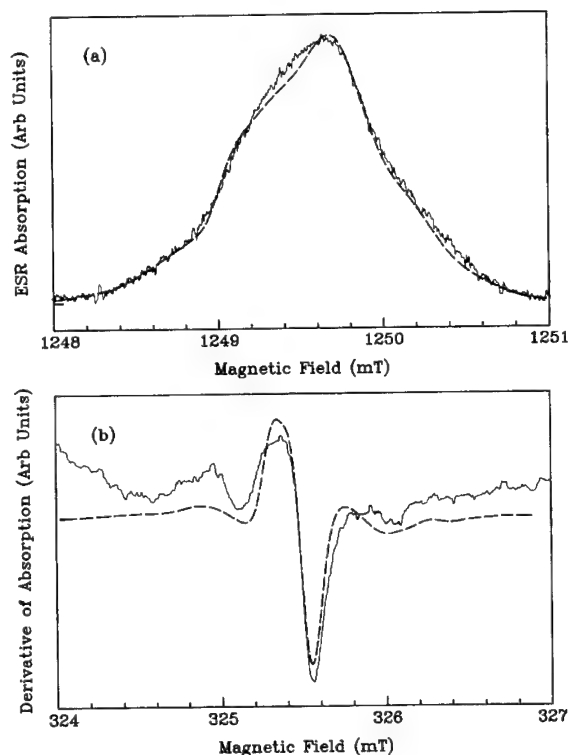 (a)
ESR Absorption (Arb Units)
1248 1249 1250 1251
Magnetic Field (mT)
(b)
Derivative of Absorption (Arb Units)
324 325 326 327
Magnetic Field (mT)